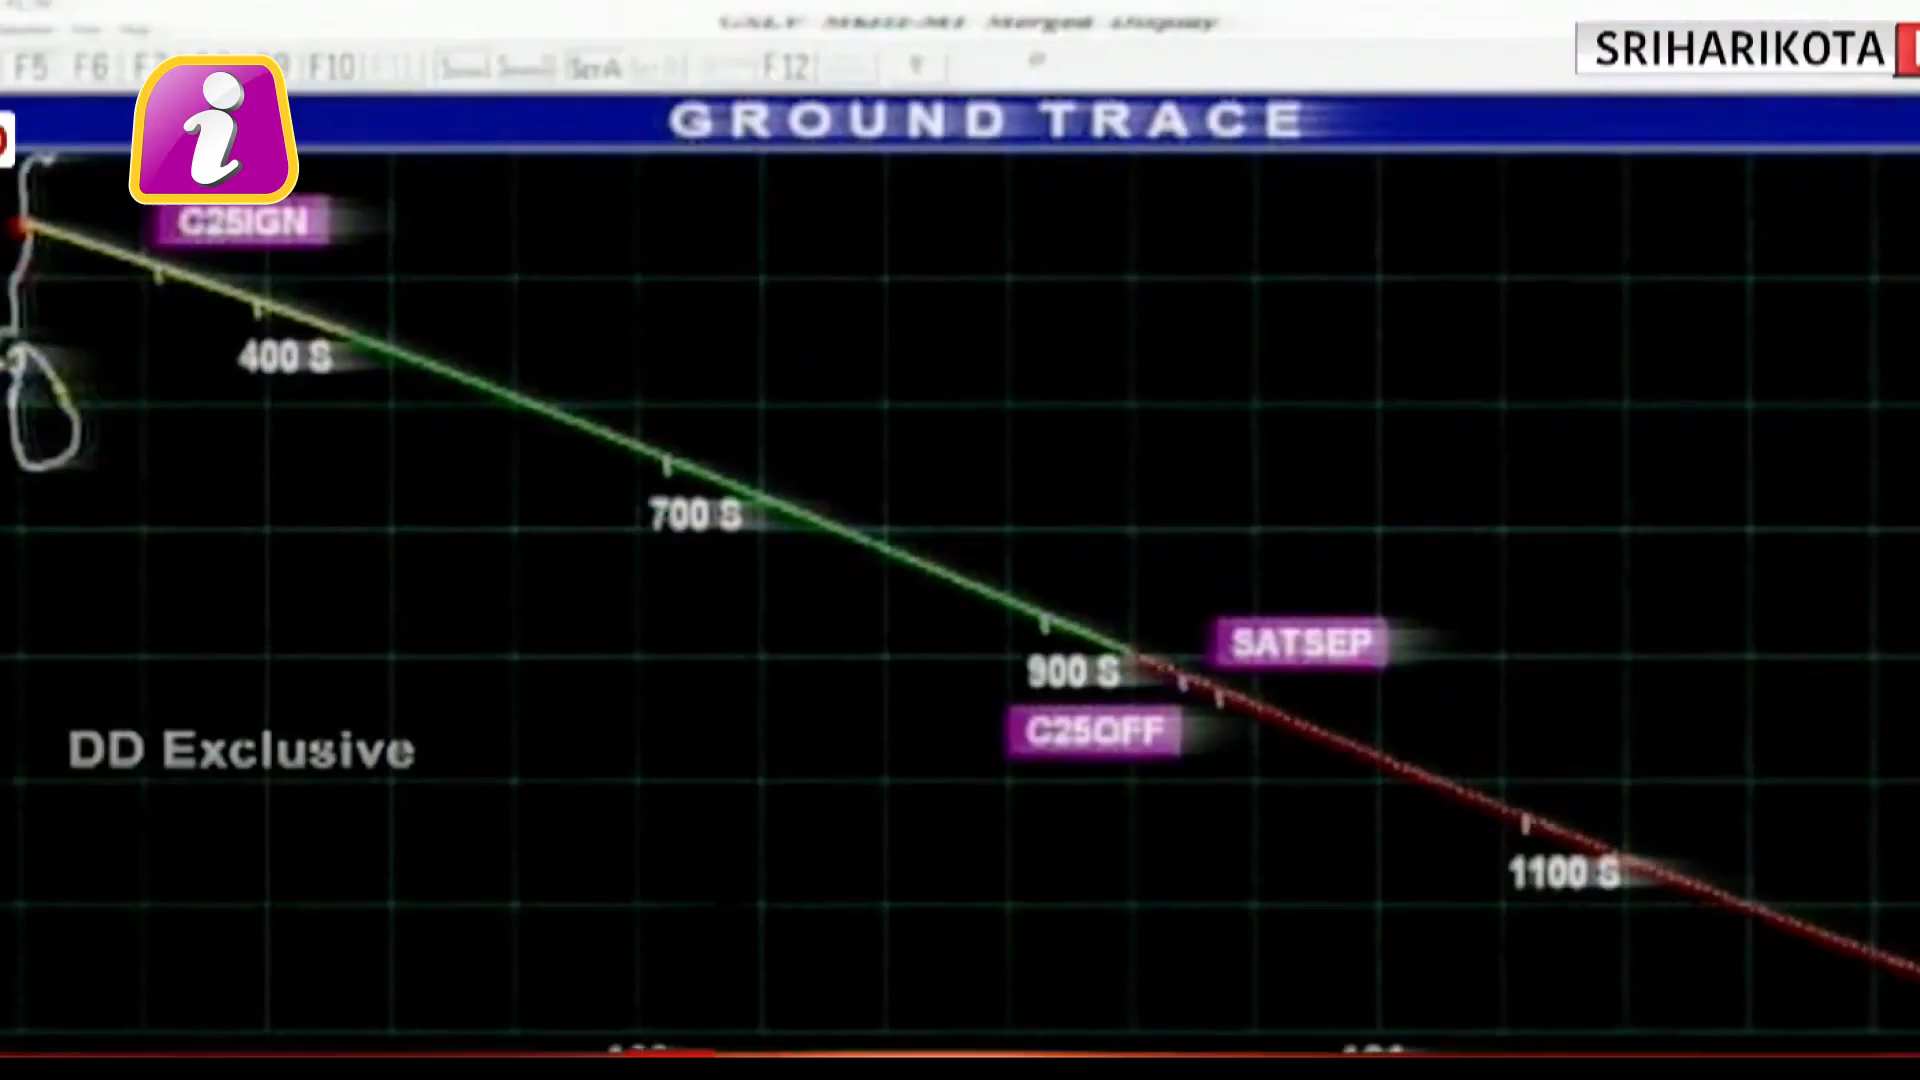 SRIHARIKOTA
F5 F6 F10 F12
GROUND TRACE
C25IGN
400 S
700 S
SATSEP
900 S
C25OFF
DD Exclusive
1100 S